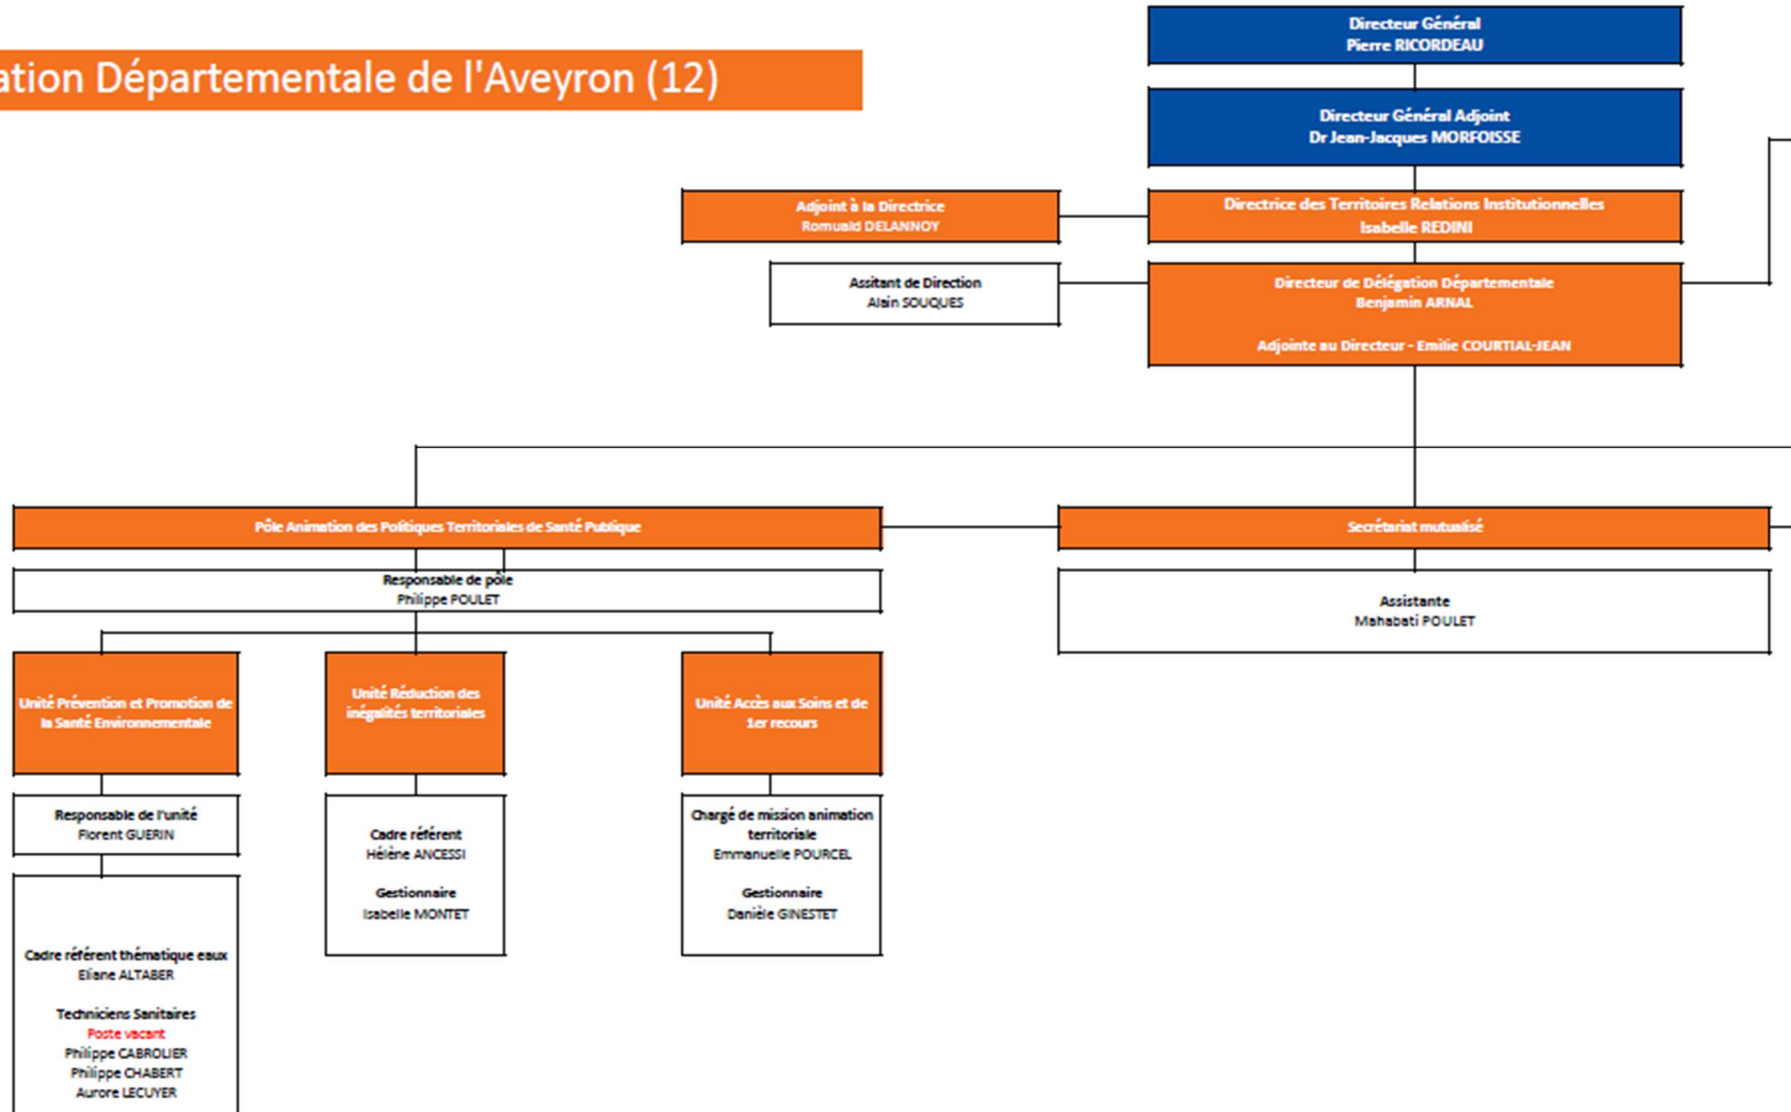 Directeur Général
Pierre RICORDEAU
ation Départementale de l'Aveyron (12)
Directeur Général Adjoint
Dr Jean-Jacques MORFOISSE
Adjoint à la Directrice
Romuald DELANNOY
Directrice des Territoires Relations Institutionnelles
Isabelle REDINI
Assitant de Direction
Alain SOUQUES
Directeur de Délégation Départementale
Benjamin ARNAL
Adjointe au Directeur - Emilie COURTIAL-JEAN
Pôle Animation des Politiques Territoriales de Santé Publique
Secrétariat mutualisé
Responsable de pôle
Philippe POULET
Assistante
Mahabati POULET
Unité Prévention et Promotion de
la Santé Environnementale
Unité Réduction des
inégalités territoriales
Unité Accès aux Soins et de
1er recours
Responsable de l'unité
Florent GUERIN
Cadre référent
Hélène ANCESSI
Gestionnaire
Isabelle MONTET
Chargé de mission animation
territoriale
Emmanuelle POURCEL
Gestionnaire
Danièle GINESTET
Cadre référent thématique eaux
Eliane ALTABER
Techniciens Sanitaires
Poste vacant
Philippe CABROLIER
Philippe CHABERT
Aurore LECUYER